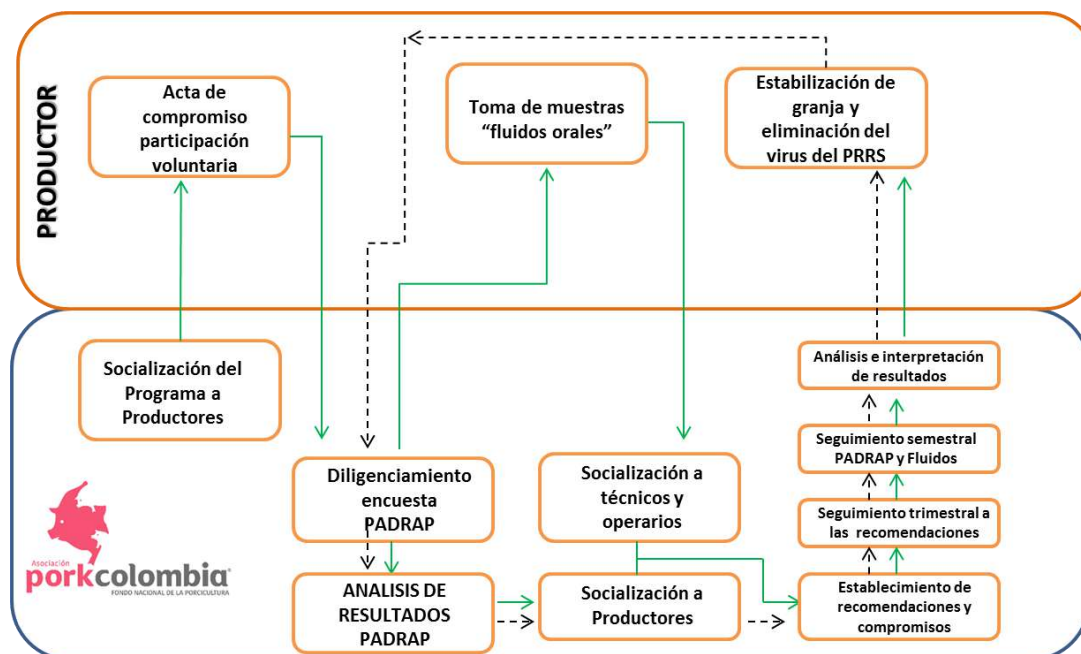 PRODUCTOR
Acta de
compromiso
participación
voluntaria
Toma de muestras
“fluidos orales”
Estabilización de
granja y
eliminación del
virus del PRRS
Socialización del
Programa a
Productores
Análisis e interpretación
de resultados
Seguimiento semestral
PADRAP y Fluidos
Seguimiento trimestral a
las recomendaciones
Diligenciamiento
encuesta
PADRAP
Socialización a
técnicos y
operarios
ANALISIS DE
RESULTADOS
PADRAP
Socialización a
Productores
Establecimiento de
recomendaciones y
compromisos
Asociación
porkcolombia®
FONDO NACIONAL DE LA PORCICULTURA